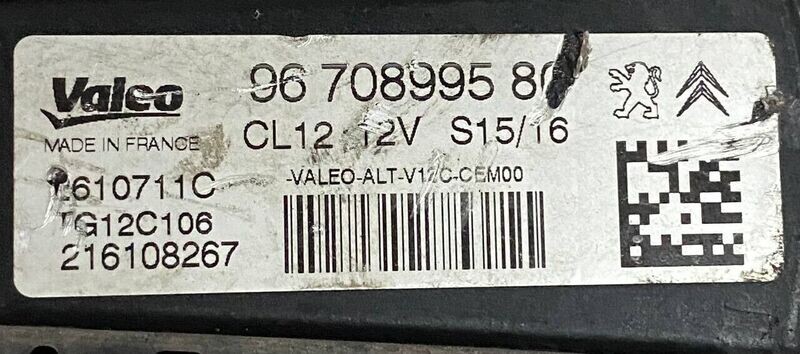 Valeo
MADE IN FRANCE
96 708995 80
CL12 12V S15/16
-VALEO-ALT-V12C-CEM00
2610711C
TG12C106
216108267